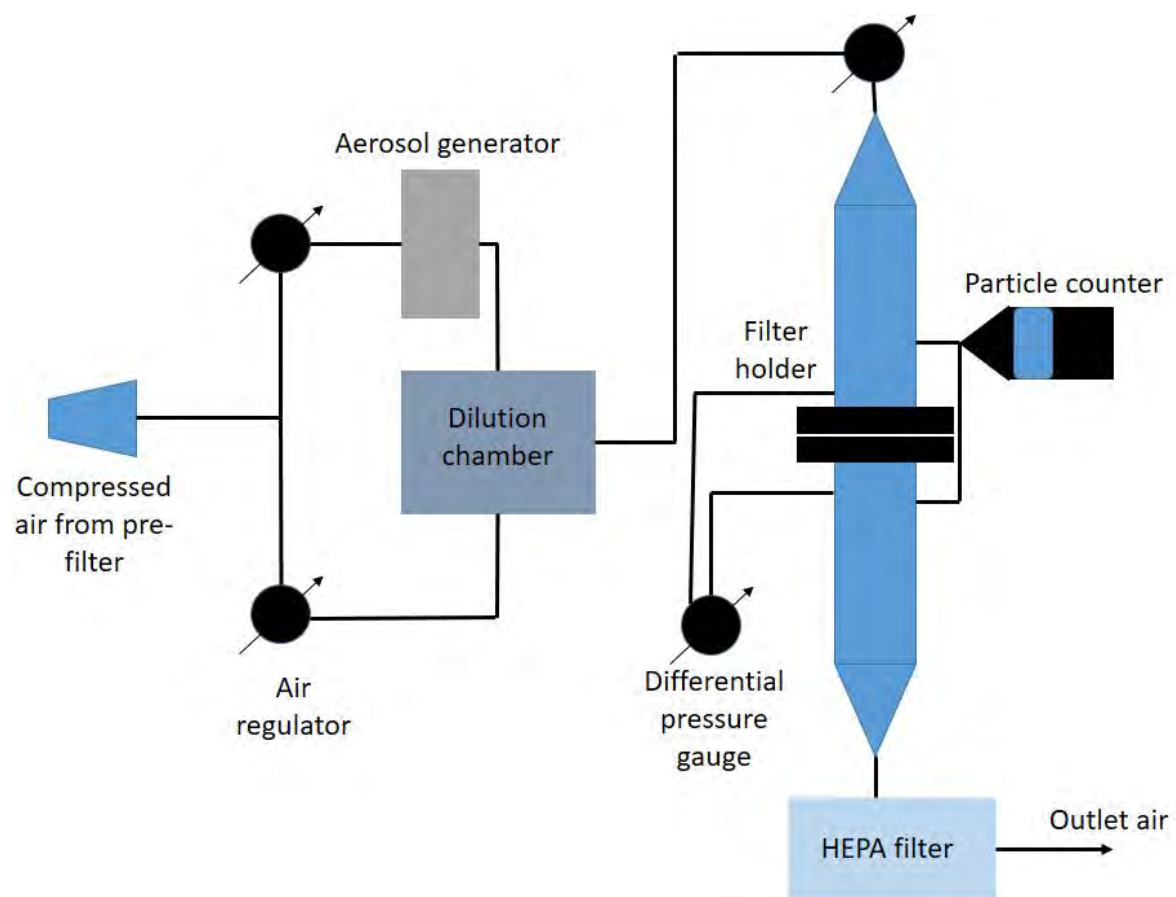 Aerosol generator
Particle counter
Filter
holder
Dilution
chamber
Compressed
air from pre-
filter
Air
regulator
Differential
pressure
gauge
Outlet air
HEPA filter